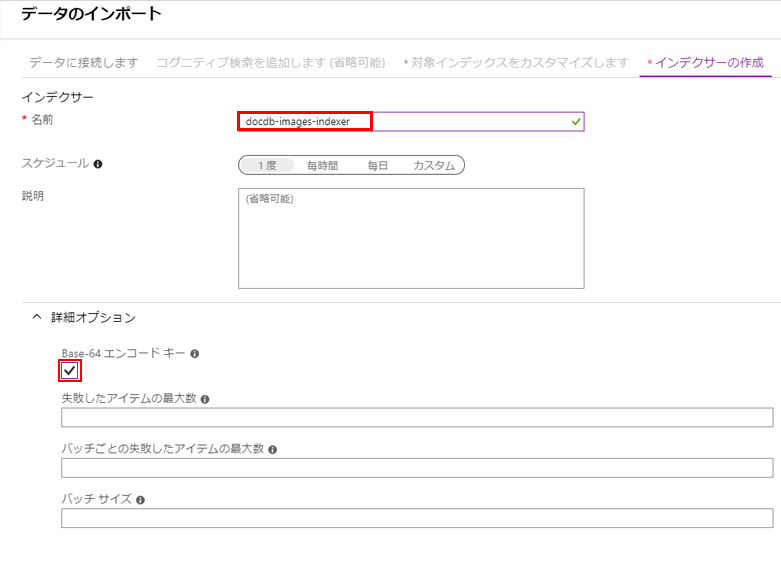 データのインポート
データに接続します コグニティブ検索を追加します (省略可能) * 対象インデックスをカスタマイズします * インデクサーの作成
インデクサー
* 名前
docdb-images-indexer
スケジュール
1 度 毎時間 毎日 カスタム
説明
(省略可能)
詳細オプション
Base-64 エンコード キー
失敗したアイテムの最大数
バッチごとの失敗したアイテムの最大数
バッチ サイズ